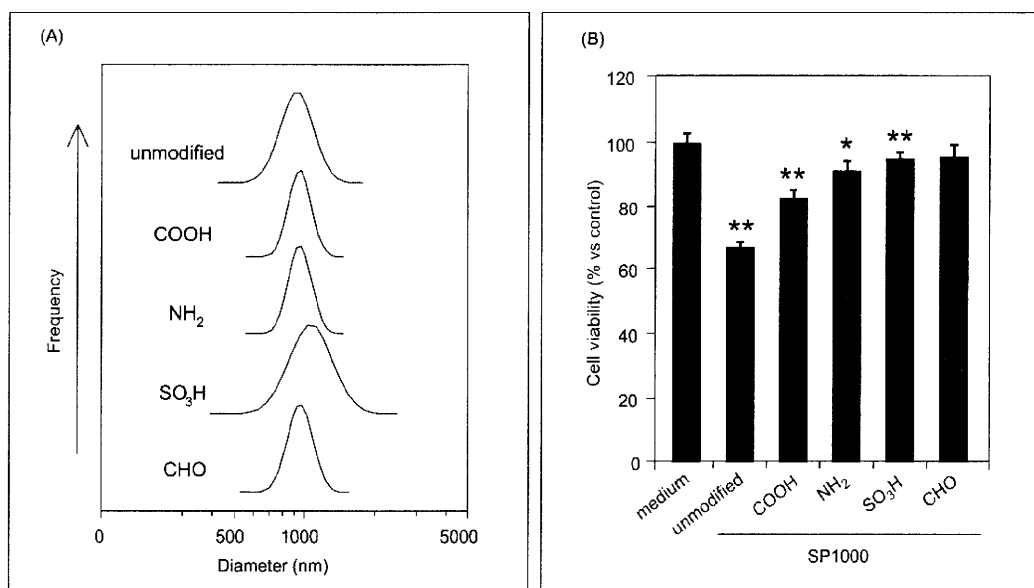 (A)
Frequency
unmodified
COOH
NH2
SO3H
CHO
0 500 1000 5000
Diameter (nm)
(B)
Cell viability (% vs control)
120
100
80
60
40
20
0
**
**
*
**
medium unmodified COOH NH2 SO3H CHO
SP1000